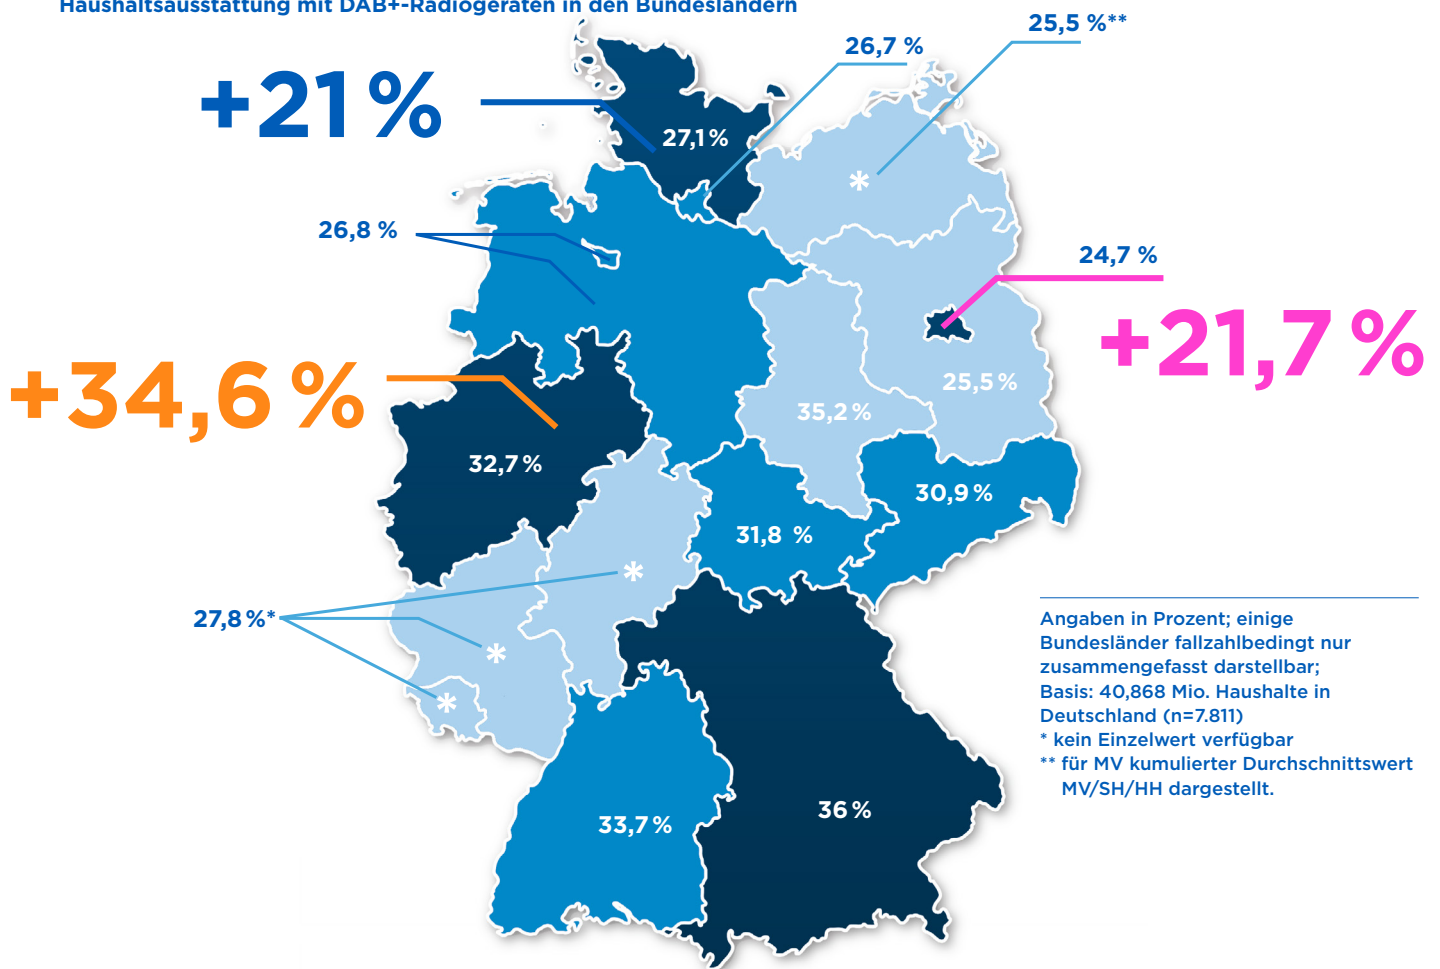 Haushaltsausstattung mit DAB+-Radiogeräten in den Bundesländern
25,5 %**
26,7 %
+21 %
27,1 %
*
26,8 %
24,7 %
+21,7 %
+34,6 %
25,5 %
35,2 %
32,7 %
30,9 %
31,8 %
*
27,8 %*
*
*
Angaben in Prozent; einige
Bundesländer fallzahlbedingt nur
zusammengefasst darstellbar;
Basis: 40,868 Mio. Haushalte in
Deutschland (n=7.811)
* kein Einzelwert verfügbar
** für MV kumulierter Durchschnittswert
MV/SH/HH dargestellt.
36 %
33,7 %